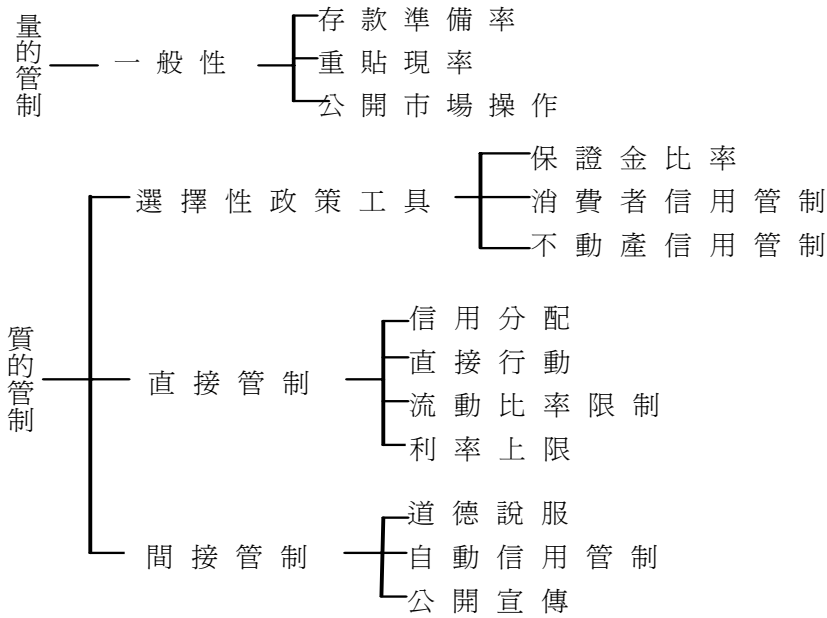 量的管制
一般性
存款準備率
重貼現率
公開市場操作
質的管制
選擇性政策工具
保證金比率
消費者信用管制
不動產信用管制
直接管制
信用分配
直接行動
流動比率限制
利率上限
間接管制
道德說服
自動信用管制
公開宣傳